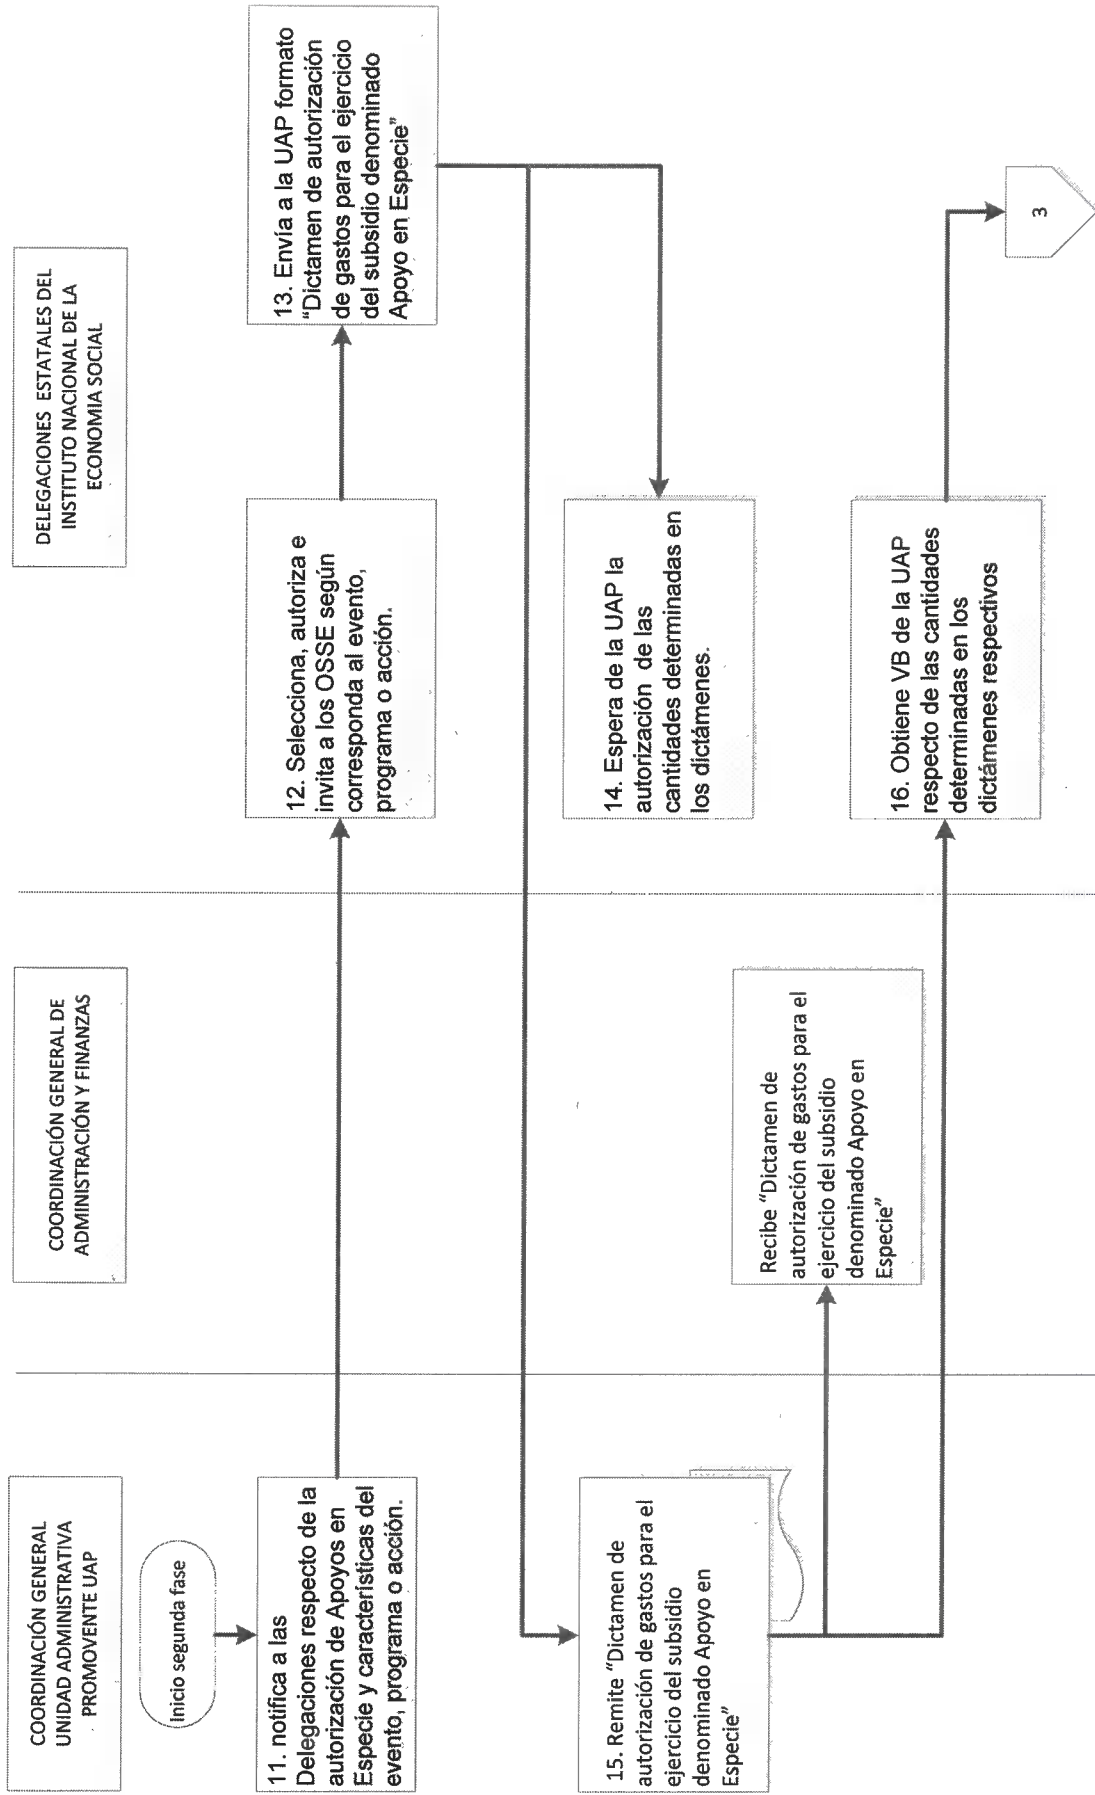 COORDINACIÓN GENERAL
UNIDAD ADMINISTRATIVA
PROMOVENTE UAP
COORDINACIÓN GENERAL DE
ADMINISTRACIÓN Y FINANZAS
DELEGACIONES ESTATALES DEL
INSTITUTO NACIONAL DE LA
ECONOMIA SOCIAL
Inicio segunda fase
11. notifica a las
Delegaciones respecto de la
autorización de Apoyos en
Especie y características del
evento, programa o acción.
12. Selecciona, autoriza e
invita a los OSSE según
corresponda al evento,
programa o acción.
13. Envía a la UAP formato
“Dictamen de autorización
de gastos para el ejercicio
del subsidio denominado
Apoyo en Especie”
14. Espera de la UAP la
autorización de las
cantidades determinadas en
los dictámenes.
15. Remite “Dictamen de
autorización de gastos para el
ejercicio del subsidio
denominado Apoyo en
Especie”
Recibe “Dictamen de
autorización de gastos para el
ejercicio del subsidio
denominado Apoyo en
Especie”
16. Obtiene VB de la UAP
respecto de las cantidades
determinadas en los
dictámenes respectivos
3